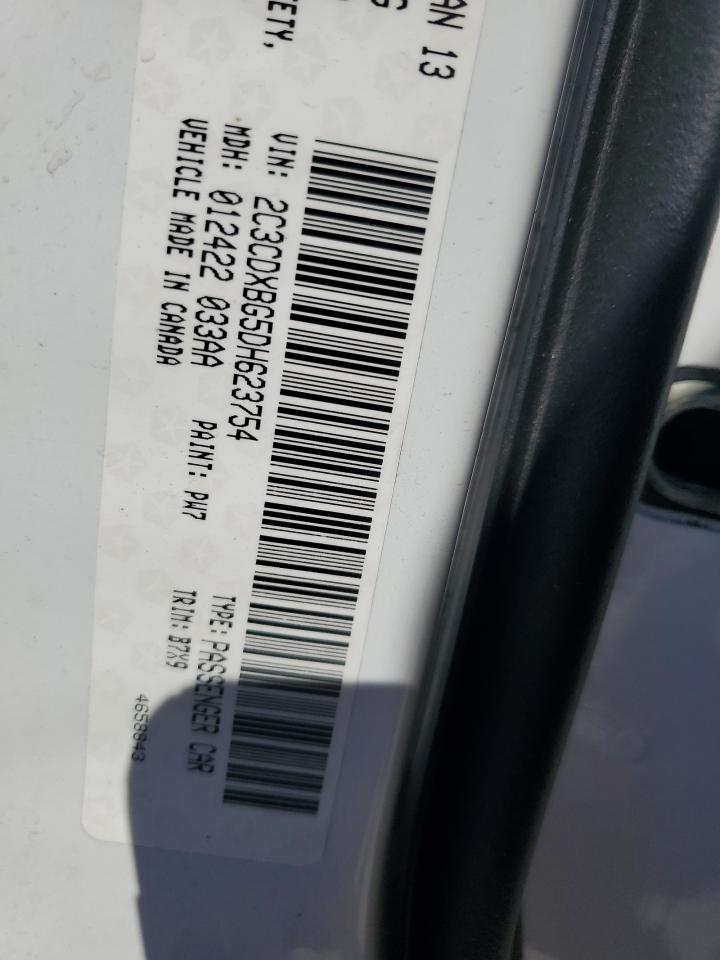 AN 13
G
ETY,
VIN: 2C3CDXBG5DH623754
TYPE: PASSENGER CAR
MDH: 012422 033AA
PAINT: PW7
TRIM: B7X9
VEHICLE MADE IN CANADA
4658843